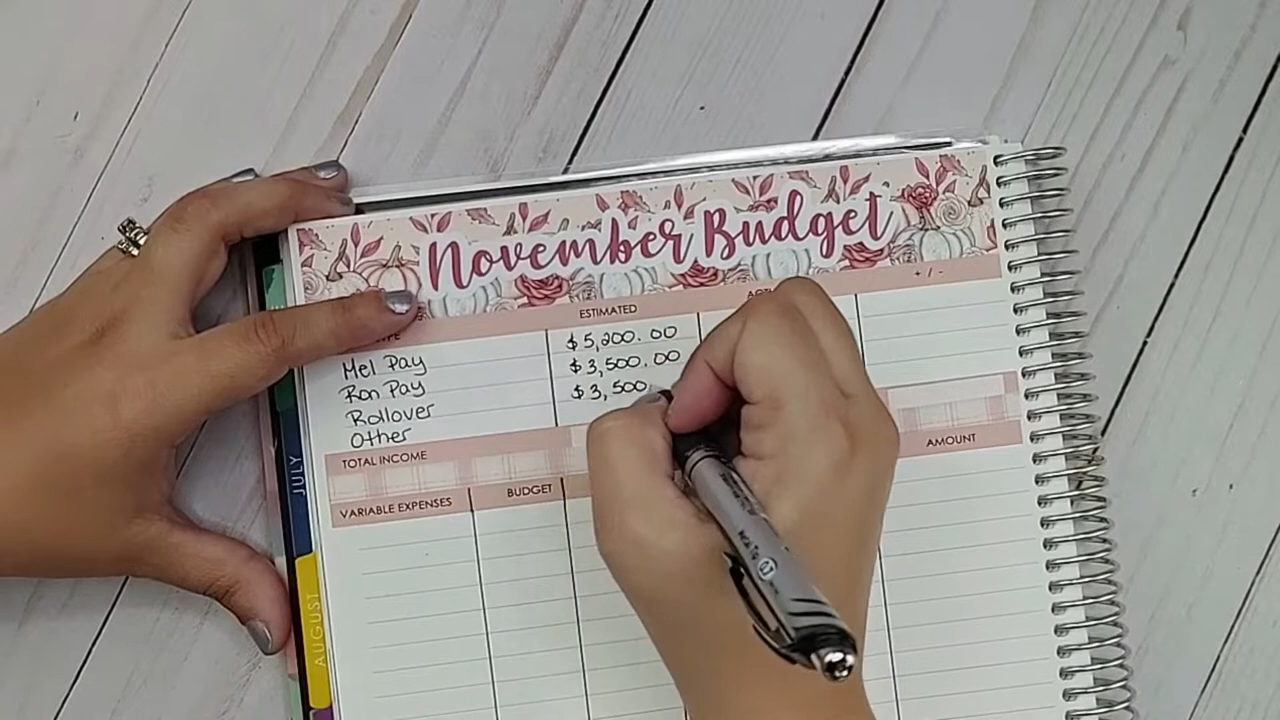 November Budget
ESTIMATED + / -
Mel Pay $5,200.00
Ron Pay $3,500.00
Rollover $3,500
Other
TOTAL INCOME
VARIABLE EXPENSES BUDGET AMOUNT
JULY
AUGUST